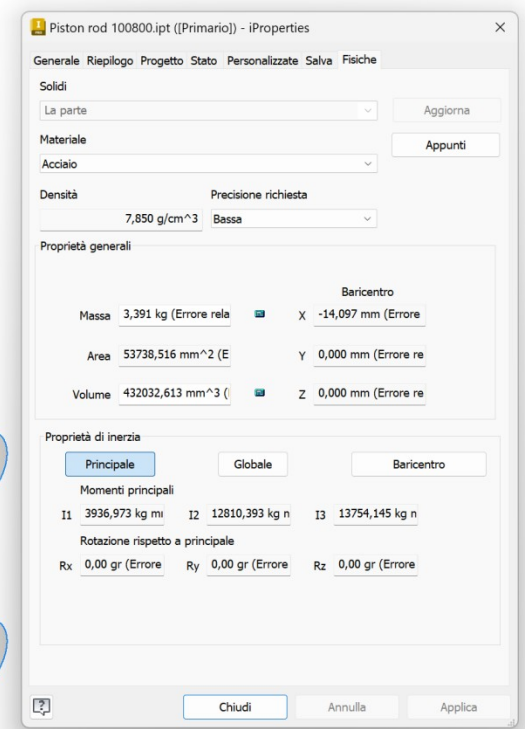 Piston rod 100800.ipt ([Primario]) - iProperties
Generale Riepilogo Progetto Stato Personalizzate Salva Fisiche
Solidi
La parte Aggiorna
Materiale Appunti
Acciaio
Densità Precisione richiesta
7,850 g/cm^3 Bassa
Proprietà generali
Baricentro
Massa 3,391 kg (Errore rela X -14,097 mm (Errore
Area 53738,516 mm^2 (E Y 0,000 mm (Errore re
Volume 432032,613 mm^3 ( Z 0,000 mm (Errore re
Proprietà di inerzia
Principale Globale Baricentro
Momenti principali
I1 3936,973 kg m I2 12810,393 kg n I3 13754,145 kg n
Rotazione rispetto a principale
Rx 0,00 gr (Errore Ry 0,00 gr (Errore Rz 0,00 gr (Errore
? Chiudi Annulla Applica